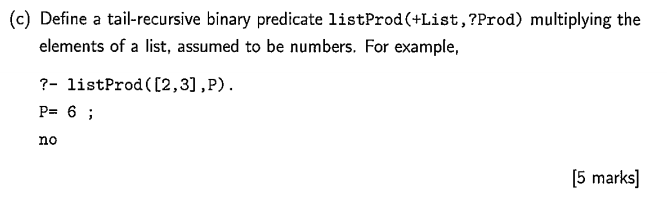 (c) Define a tail-recursive binary predicate listProd(+List,?Prod) multiplying the
elements of a list, assumed to be numbers. For example,
?- listProd([2,3],P).
P= 6 ;
no
[5 marks]